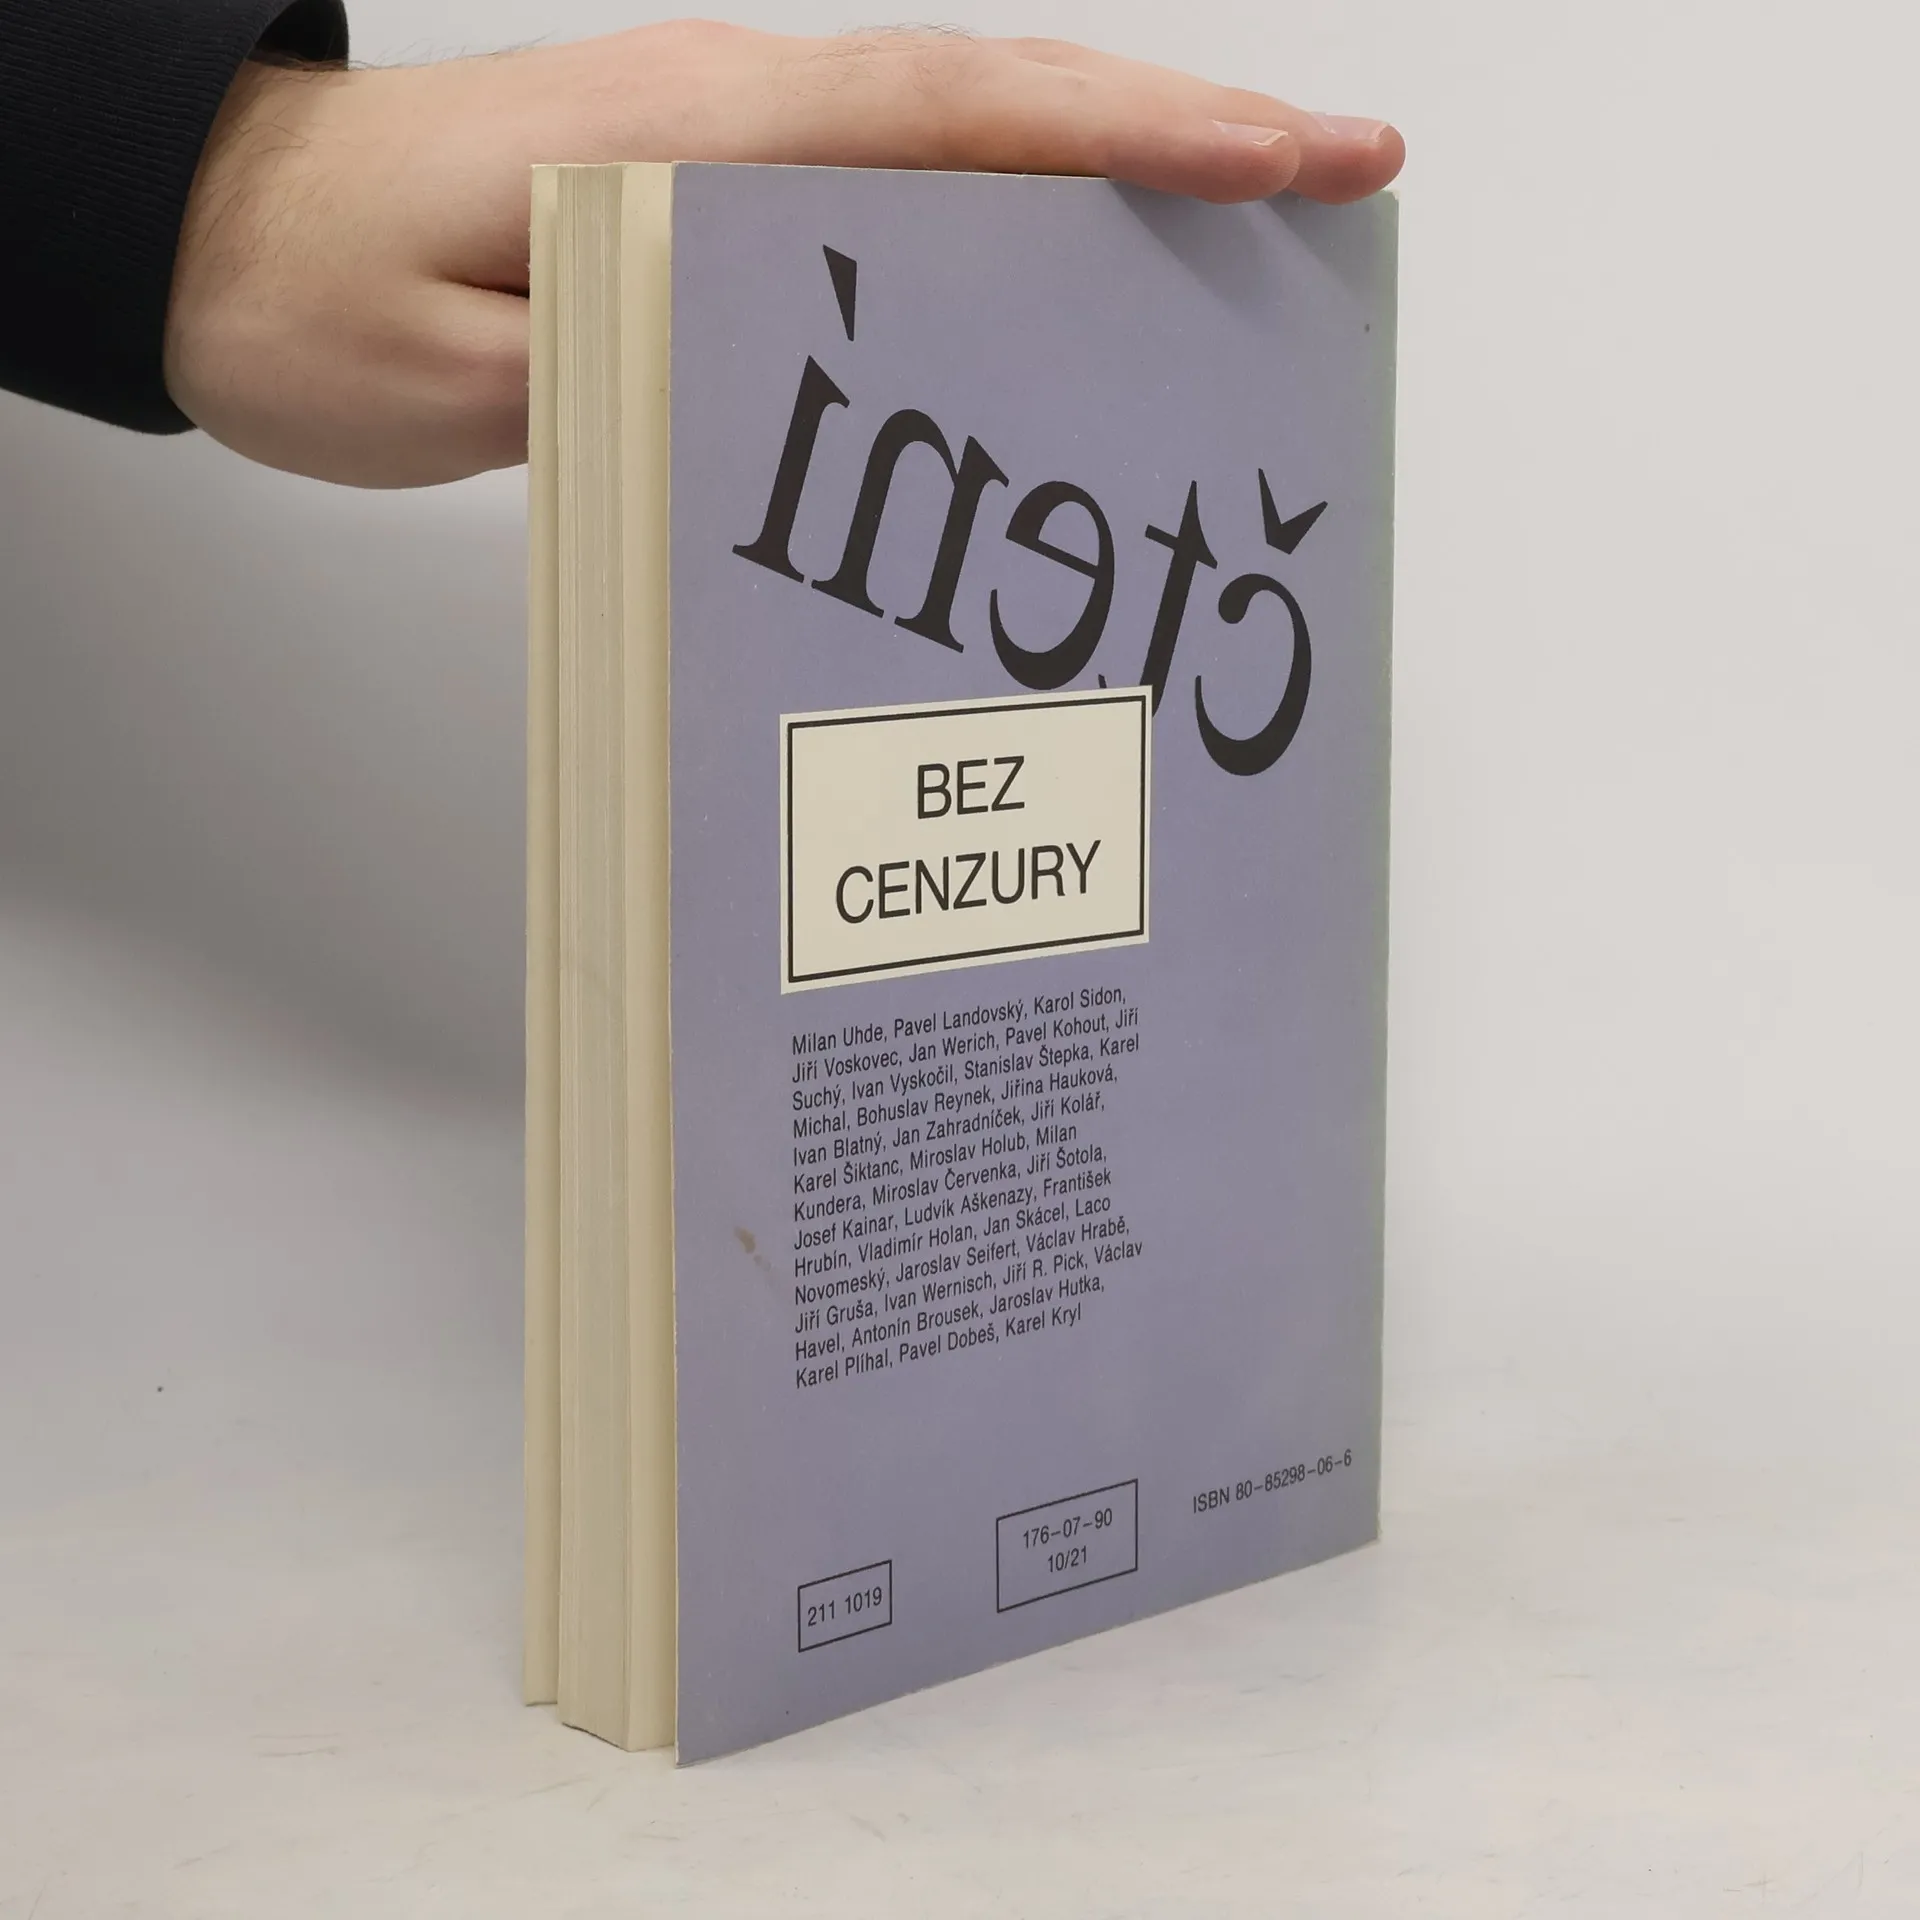 čtení
BEZ
CENZURY
Milan Uhde, Pavel Landovský, Karol Sidon,
Jiří Voskovec, Jan Werich, Pavel Kohout, Jiří
Suchý, Ivan Vyskočil, Stanislav Štepka, Karel
Michal, Bohuslav Reynek, Jiřina Hauková,
Ivan Blatný, Jan Zahradníček, Jiří Kolář,
Karel Šiktanc, Miroslav Holub, Milan
Kundera, Miroslav Červenka, Jiří Šotola,
Josef Kainar, Ludvík Aškenazy, František
Hrubín, Vladimír Holan, Jan Skácel, Laco
Novomeský, Jaroslav Seifert, Václav Hrabě,
Jiří Gruša, Ivan Wernisch, Jiří R. Pick, Václav
Havel, Antonín Brousek, Jaroslav Hutka,
Karel Plíhal, Pavel Dobeš, Karel Kryl
211 1019
176–07–90
10/21
ISBN 80–85298–06–6